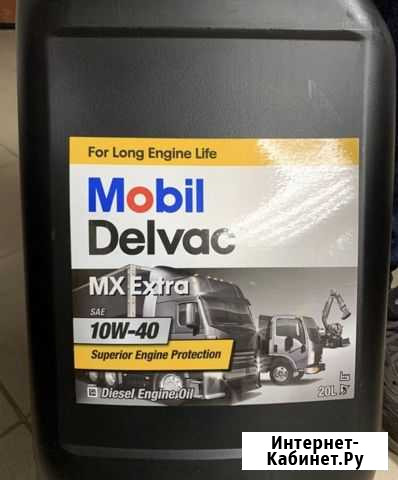 For Long Engine Life
Mobil
Delvac
MX Extra
SAE
10W-40
Superior Engine Protection
Diesel Engine Oil
20L
Интернет-
Кабинет.Ру